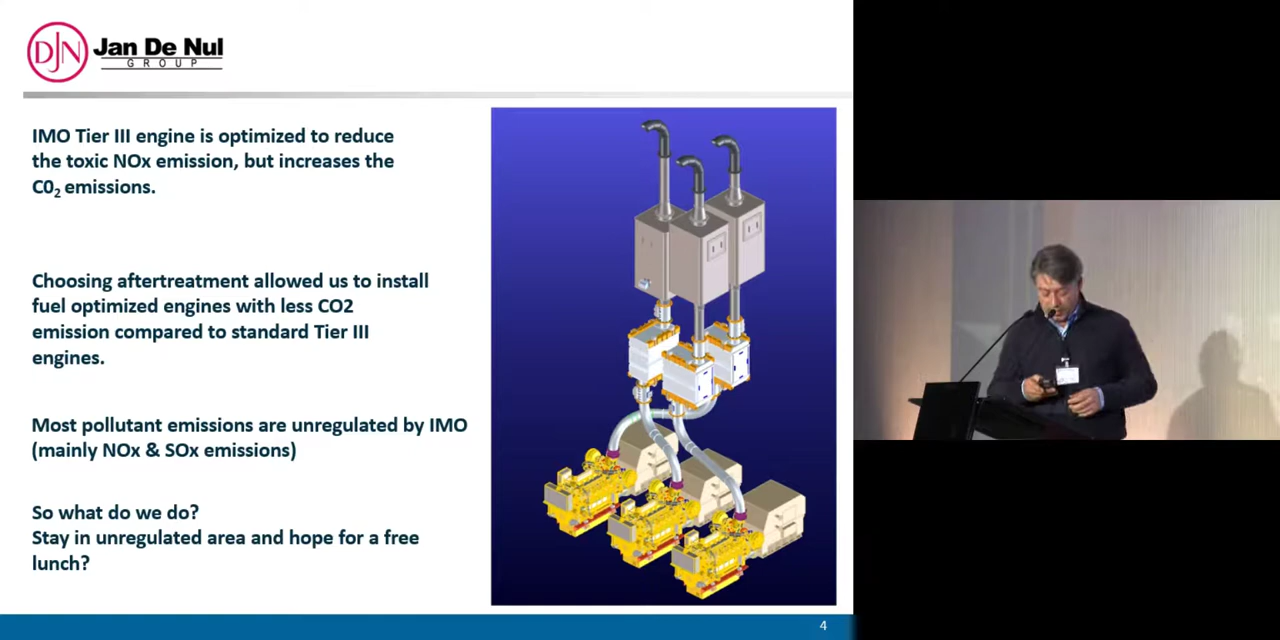 DJN
Jan De Nul
GROUP
IMO Tier III engine is optimized to reduce
the toxic NOx emission, but increases the
C0₂ emissions.
Choosing aftertreatment allowed us to install
fuel optimized engines with less CO2
emission compared to standard Tier III
engines.
Most pollutant emissions are unregulated by IMO
(mainly NOx & SOx emissions)
So what do we do?
Stay in unregulated area and hope for a free
lunch?
4